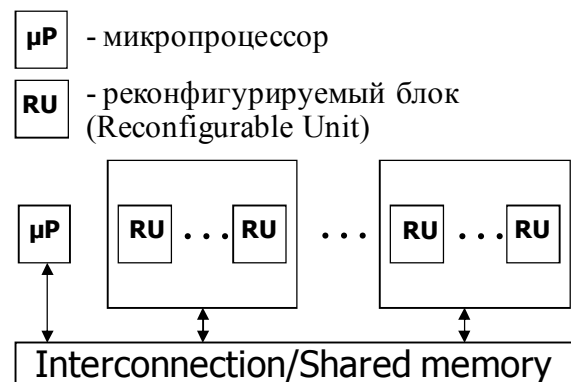 µP - микропроцессор
RU - реконфигурируемый блок
(Reconfigurable Unit)
µP RU . . . RU . . . RU . . . RU
Interconnection/Shared memory